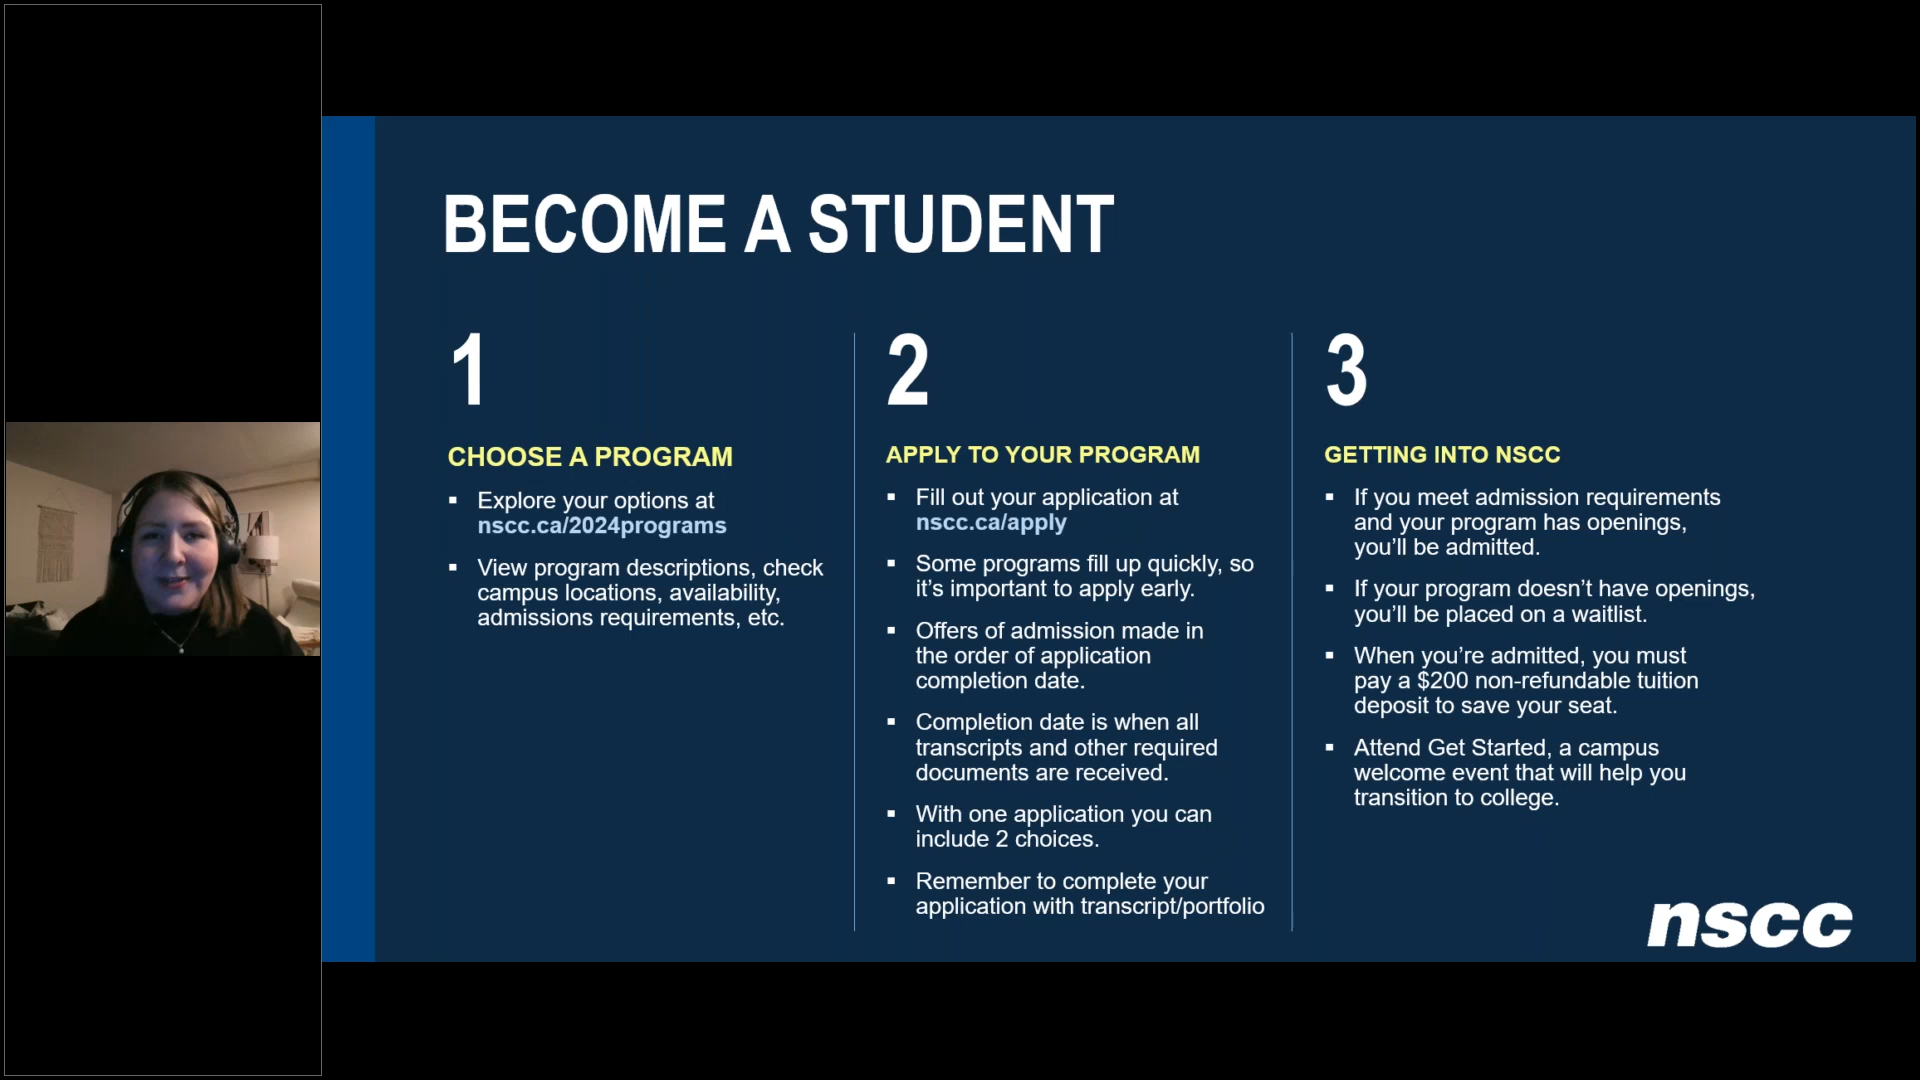 BECOME A STUDENT
1
CHOOSE A PROGRAM
▪ Explore your options at
nscc.ca/2024programs
▪ View program descriptions, check
campus locations, availability,
admissions requirements, etc.
2
APPLY TO YOUR PROGRAM
▪ Fill out your application at
nscc.ca/apply
▪ Some programs fill up quickly, so
it’s important to apply early.
▪ Offers of admission made in
the order of application
completion date.
▪ Completion date is when all
transcripts and other required
documents are received.
▪ With one application you can
include 2 choices.
▪ Remember to complete your
application with transcript/portfolio
3
GETTING INTO NSCC
▪ If you meet admission requirements
and your program has openings,
you’ll be admitted.
▪ If your program doesn’t have openings,
you’ll be placed on a waitlist.
▪ When you’re admitted, you must
pay a $200 non-refundable tuition
deposit to save your seat.
▪ Attend Get Started, a campus
welcome event that will help you
transition to college.
nscc